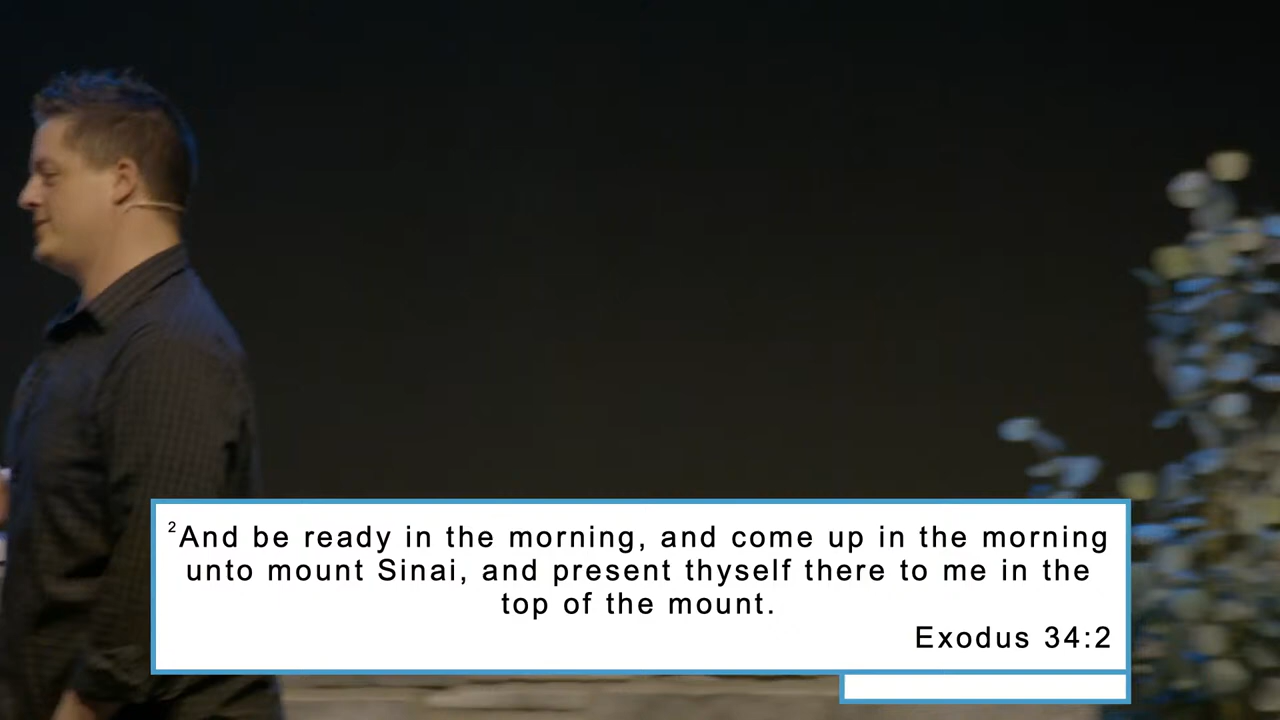 ²And be ready in the morning, and come up in the morning
unto mount Sinai, and present thyself there to me in the
top of the mount.
Exodus 34:2